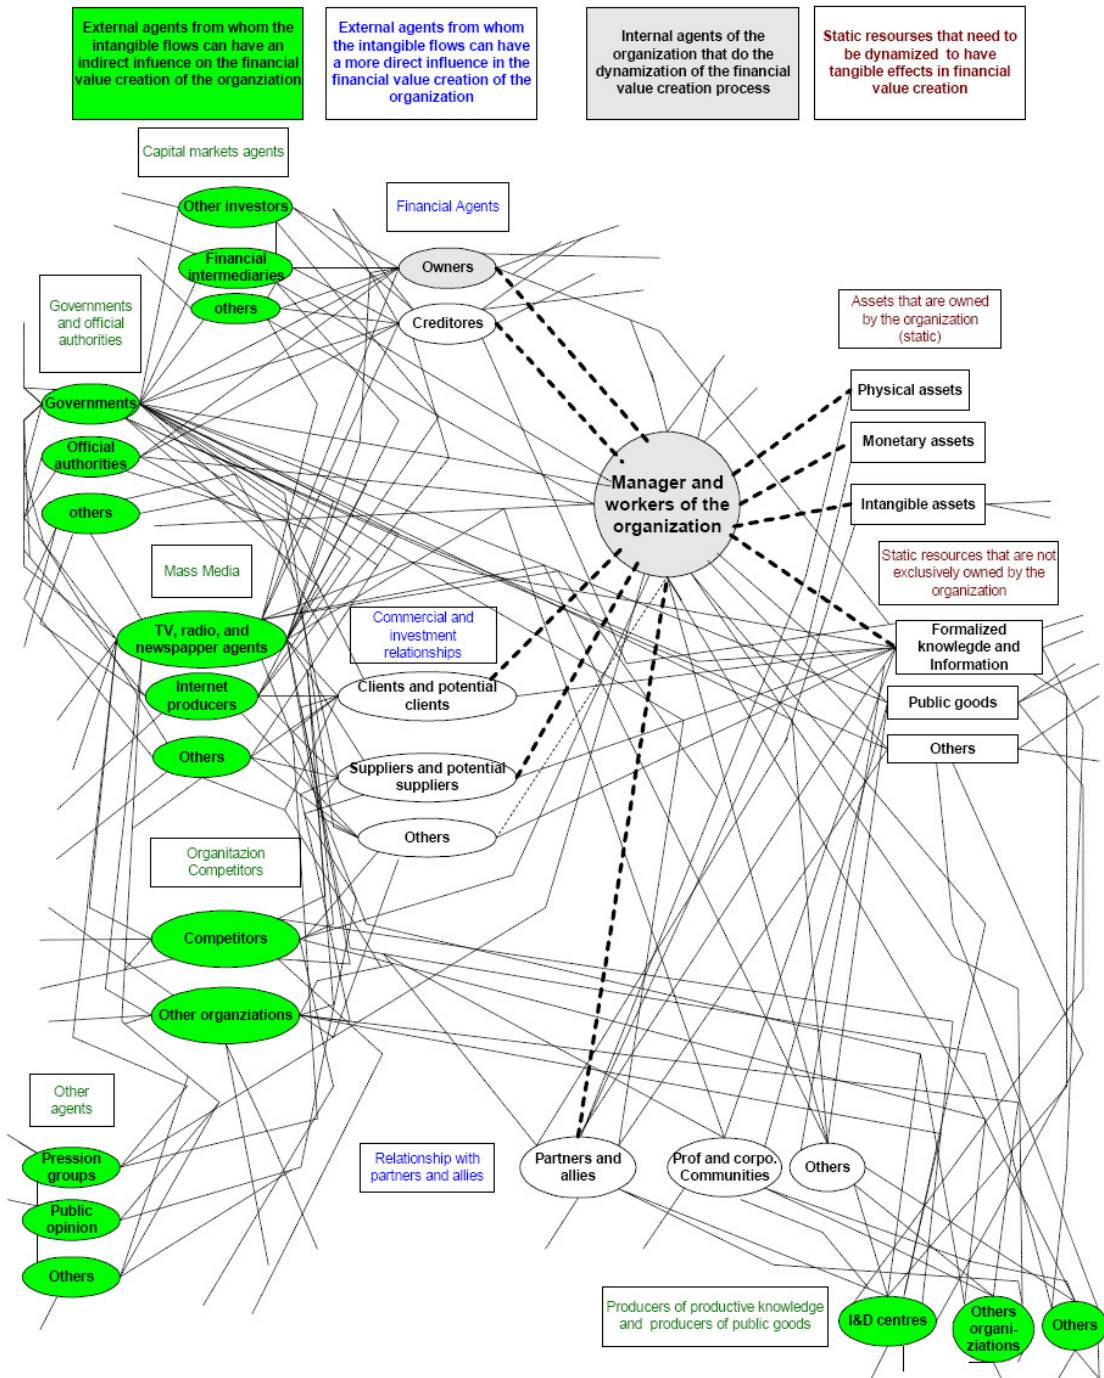 External agents from whom the
intangible flows can have an
indirect infuence on the financial
value creation of the organziation
External agents from whom
the intangible flows can have
a more direct influence in the
financial value creation of the
organization
Internal agents of the
organization that do the
dynamization of the financial
value creation process
Static resourses that need to
be dynamized to have
tangible effects in financial
value creation
Capital markets agents
Other investors
Financial
intermediaries
others
Financial Agents
Owners
Creditores
Governments
and official
authorities
Governments
Official
authorities
others
Assets that are owned
by the organization
(static)
Physical assets
Monetary assets
Intangible assets
Manager and
workers of the
organization
Static resources that are not
exclusively owned by the
organization
Formalized
knowlegde and
Information
Public goods
Others
Mass Media
TV, radio, and
newspapper agents
Internet
producers
Others
Commercial and
investment
relationships
Clients and potential
clients
Suppliers and potential
suppliers
Others
Organitazion
Competitors
Competitors
Other organziations
Other
agents
Pression
groups
Public
opinion
Others
Relationship with
partners and allies
Partners and
allies
Prof and corpo.
Communities
Others
Producers of productive knowledge
and producers of public goods
I&D centres
Others
organi-
ziations
Others